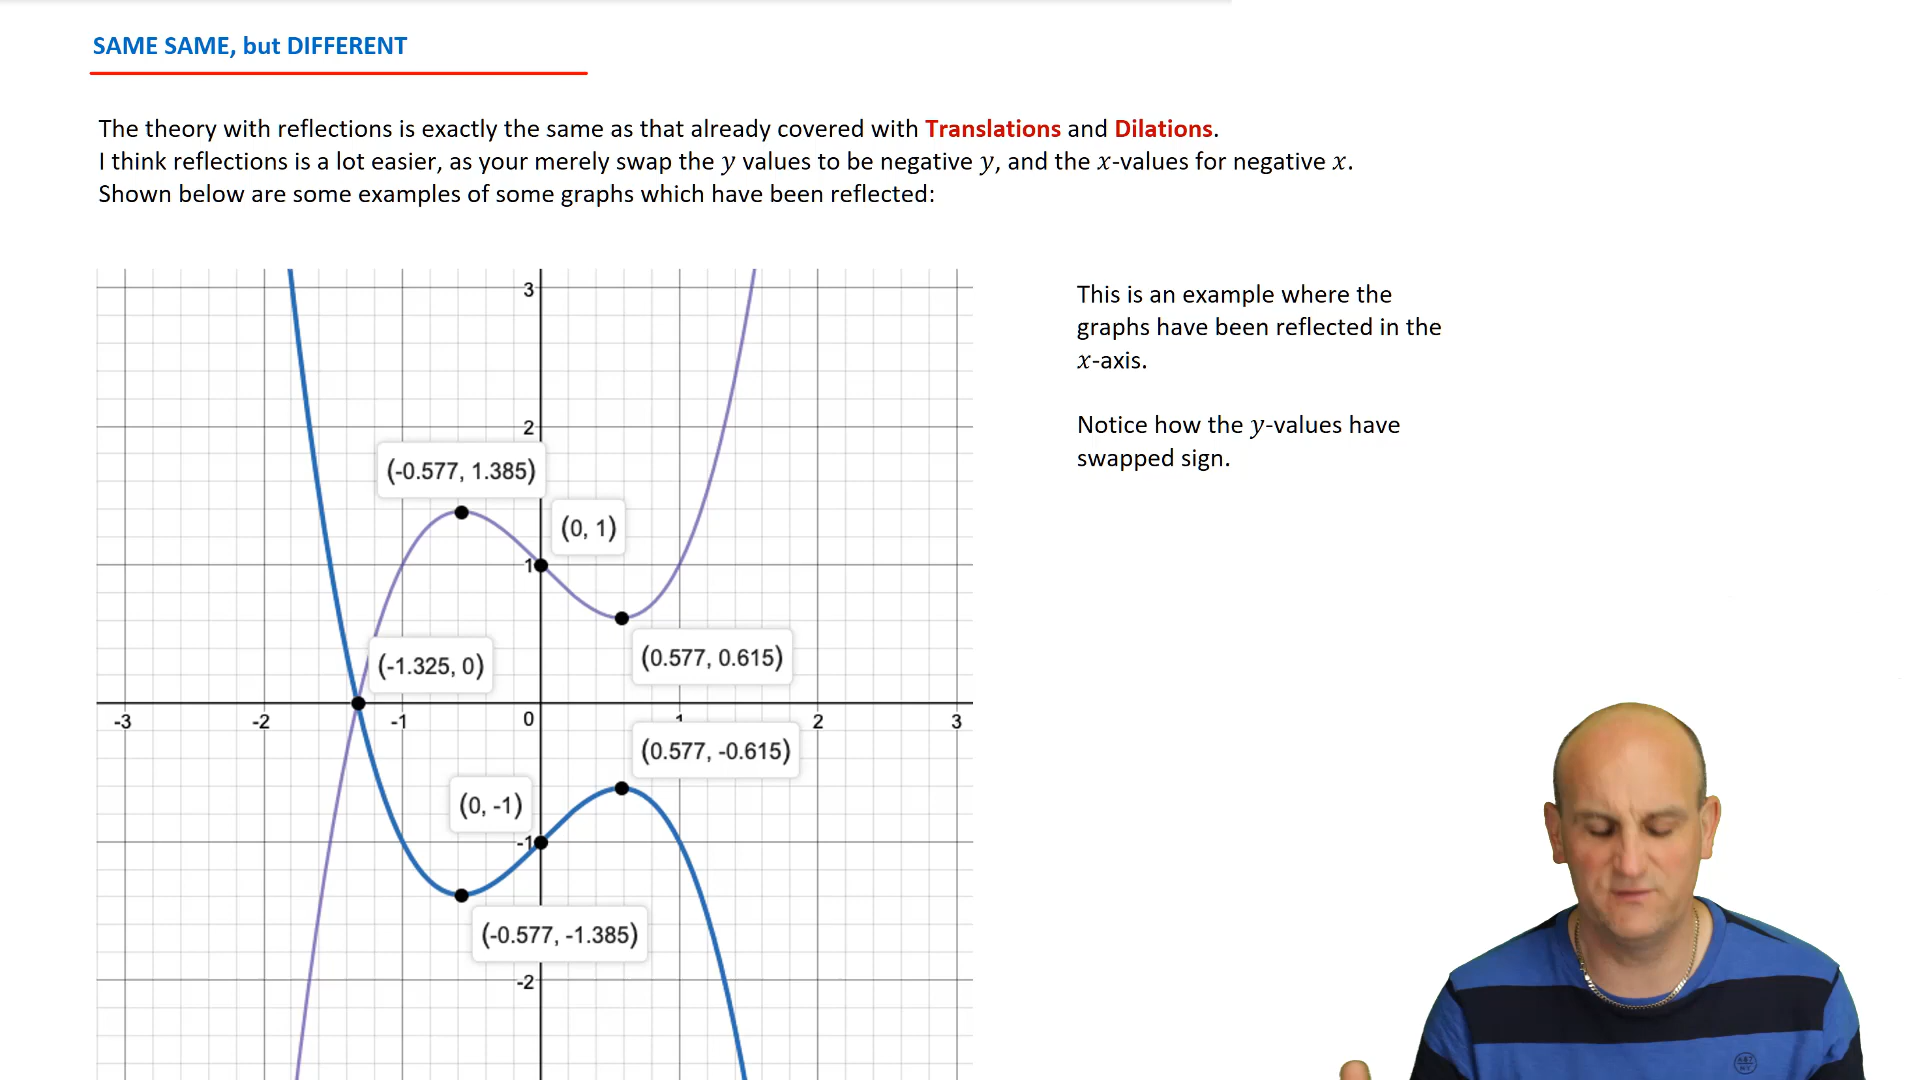 SAME SAME, but DIFFERENT
The theory with reflections is exactly the same as that already covered with Translations and Dilations.
I think reflections is a lot easier, as your merely swap the y values to be negative y, and the x-values for negative x.
Shown below are some examples of some graphs which have been reflected:
This is an example where the
graphs have been reflected in the
x-axis.
Notice how the y-values have
swapped sign.
3
2
(-0.577, 1.385)
(0, 1)
1
(0.577, 0.615)
(-1.325, 0)
-3 -2 -1 0 1 2 3
(0.577, -0.615)
(0, -1)
-1
(-0.577, -1.385)
-2